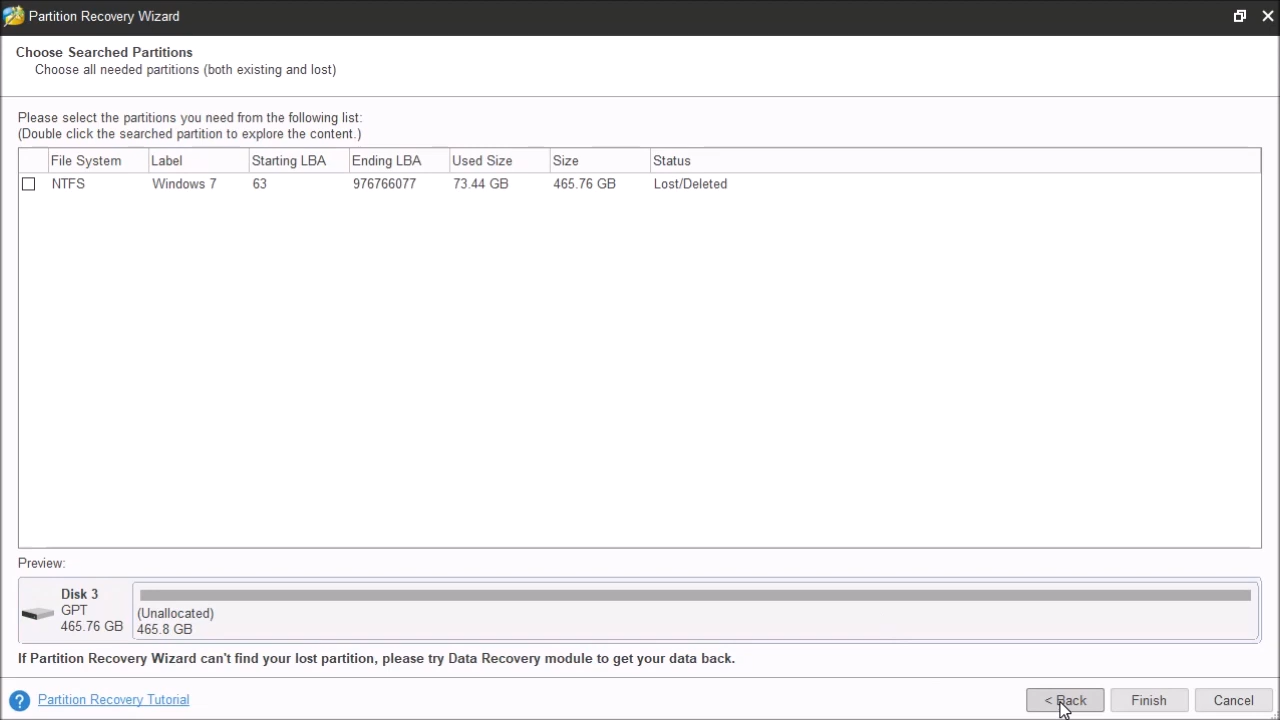 Partition Recovery Wizard
Choose Searched Partitions
Choose all needed partitions (both existing and lost)
Please select the partitions you need from the following list:
(Double click the searched partition to explore the content.)
File System Label Starting LBA Ending LBA Used Size Size Status
NTFS Windows 7 63 976766077 73.44 GB 465.76 GB Lost/Deleted
Preview:
Disk 3
GPT
465.76 GB
(Unallocated)
465.8 GB
If Partition Recovery Wizard can't find your lost partition, please try Data Recovery module to get your data back.
? Partition Recovery Tutorial
< Back Finish Cancel